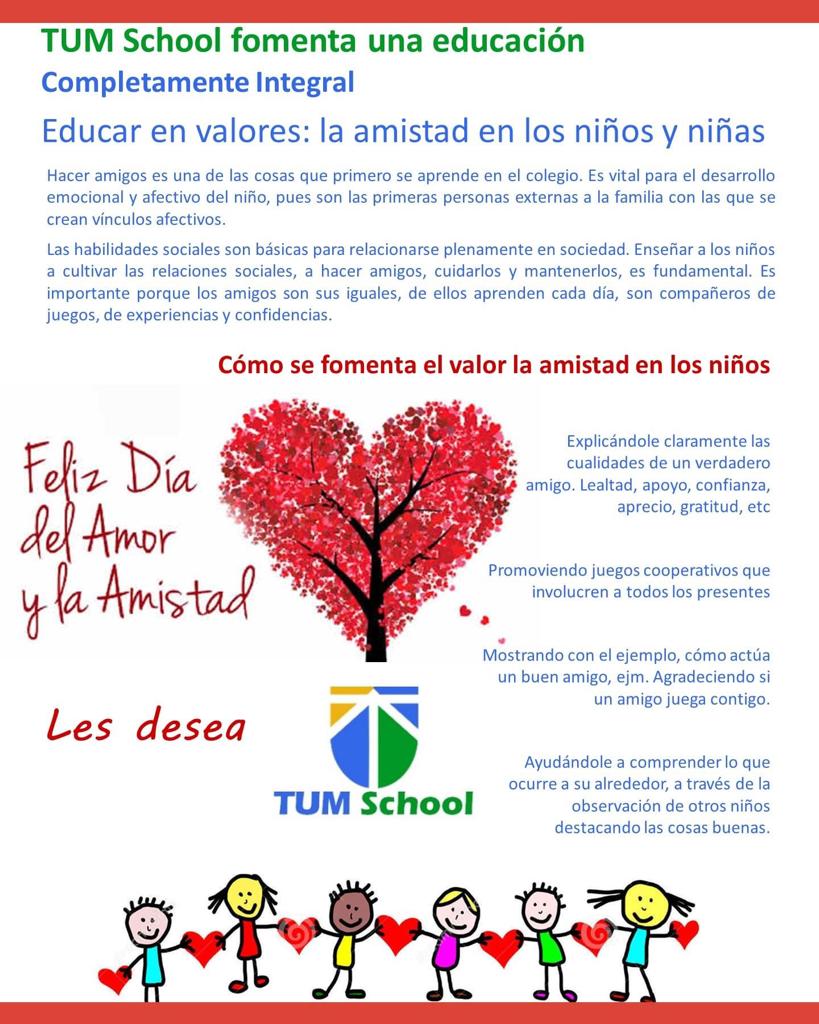 TUM School fomenta una educación
Completamente Integral
Educar en valores: la amistad en los niños y niñas
Hacer amigos es una de las cosas que primero se aprende en el colegio. Es vital para el desarrollo
emocional y afectivo del niño, pues son las primeras personas externas a la familia con las que se
crean vínculos afectivos.
Las habilidades sociales son básicas para relacionarse plenamente en sociedad. Enseñar a los niños
a cultivar las relaciones sociales, a hacer amigos, cuidarlos y mantenerlos, es fundamental. Es
importante porque los amigos son sus iguales, de ellos aprenden cada día, son compañeros de
juegos, de experiencias y confidencias.
Cómo se fomenta el valor la amistad en los niños
Feliz Día
del Amor
y la Amistad
Explicándole claramente las
cualidades de un verdadero
amigo. Lealtad, apoyo, confianza,
aprecio, gratitud, etc
Promoviendo juegos cooperativos que
involucren a todos los presentes
Mostrando con el ejemplo, cómo actúa
un buen amigo, ejm. Agradeciendo si
un amigo juega contigo.
Les desea
TUM School
Ayudándole a comprender lo que
ocurre a su alrededor, a través de la
observación de otros niños
destacando las cosas buenas.